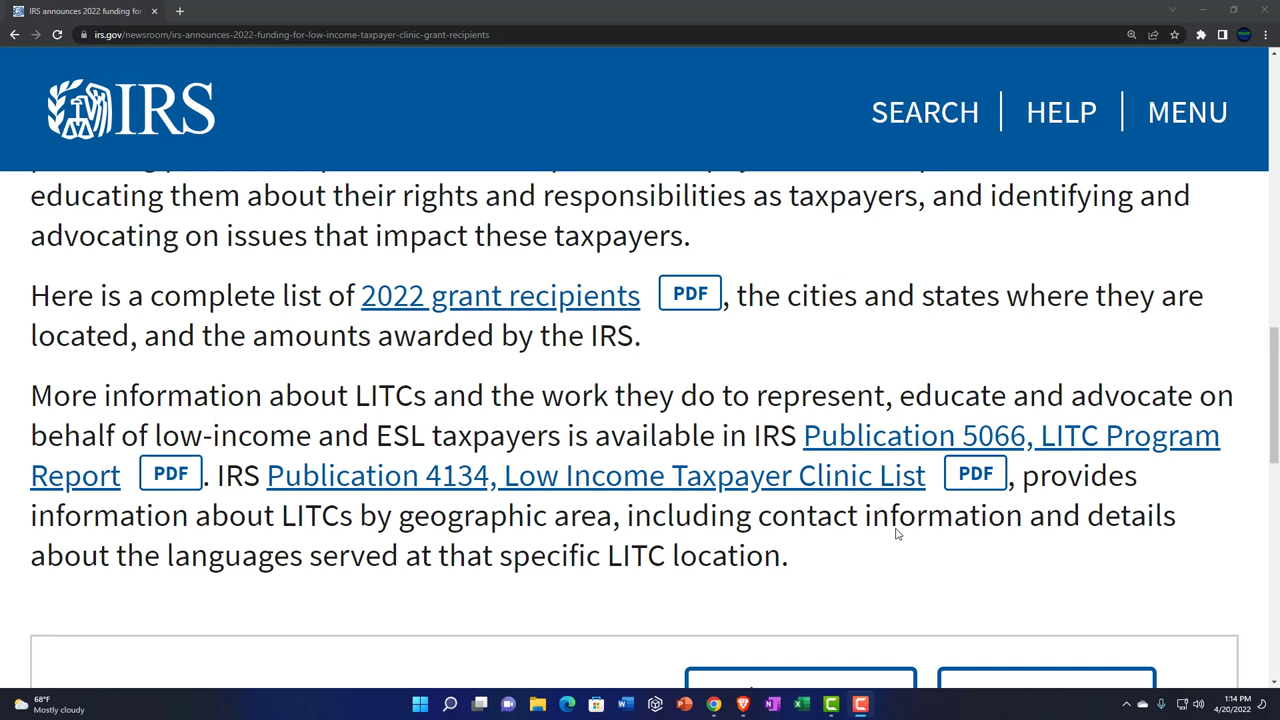 IRS announces 2022 funding for
irs.gov/newsroom/irs-announces-2022-funding-for-low-income-taxpayer-clinic-grant-recipients
IRS
SEARCH
HELP
MENU
educating them about their rights and responsibilities as taxpayers, and identifying and
advocating on issues that impact these taxpayers.
Here is a complete list of 2022 grant recipients PDF, the cities and states where they are
located, and the amounts awarded by the IRS.
More information about LITCs and the work they do to represent, educate and advocate on
behalf of low-income and ESL taxpayers is available in IRS Publication 5066, LITC Program
Report PDF. IRS Publication 4134, Low Income Taxpayer Clinic List PDF, provides
information about LITCs by geographic area, including contact information and details
about the languages served at that specific LITC location.
68°F
Mostly cloudy
1:14 PM
4/20/2022